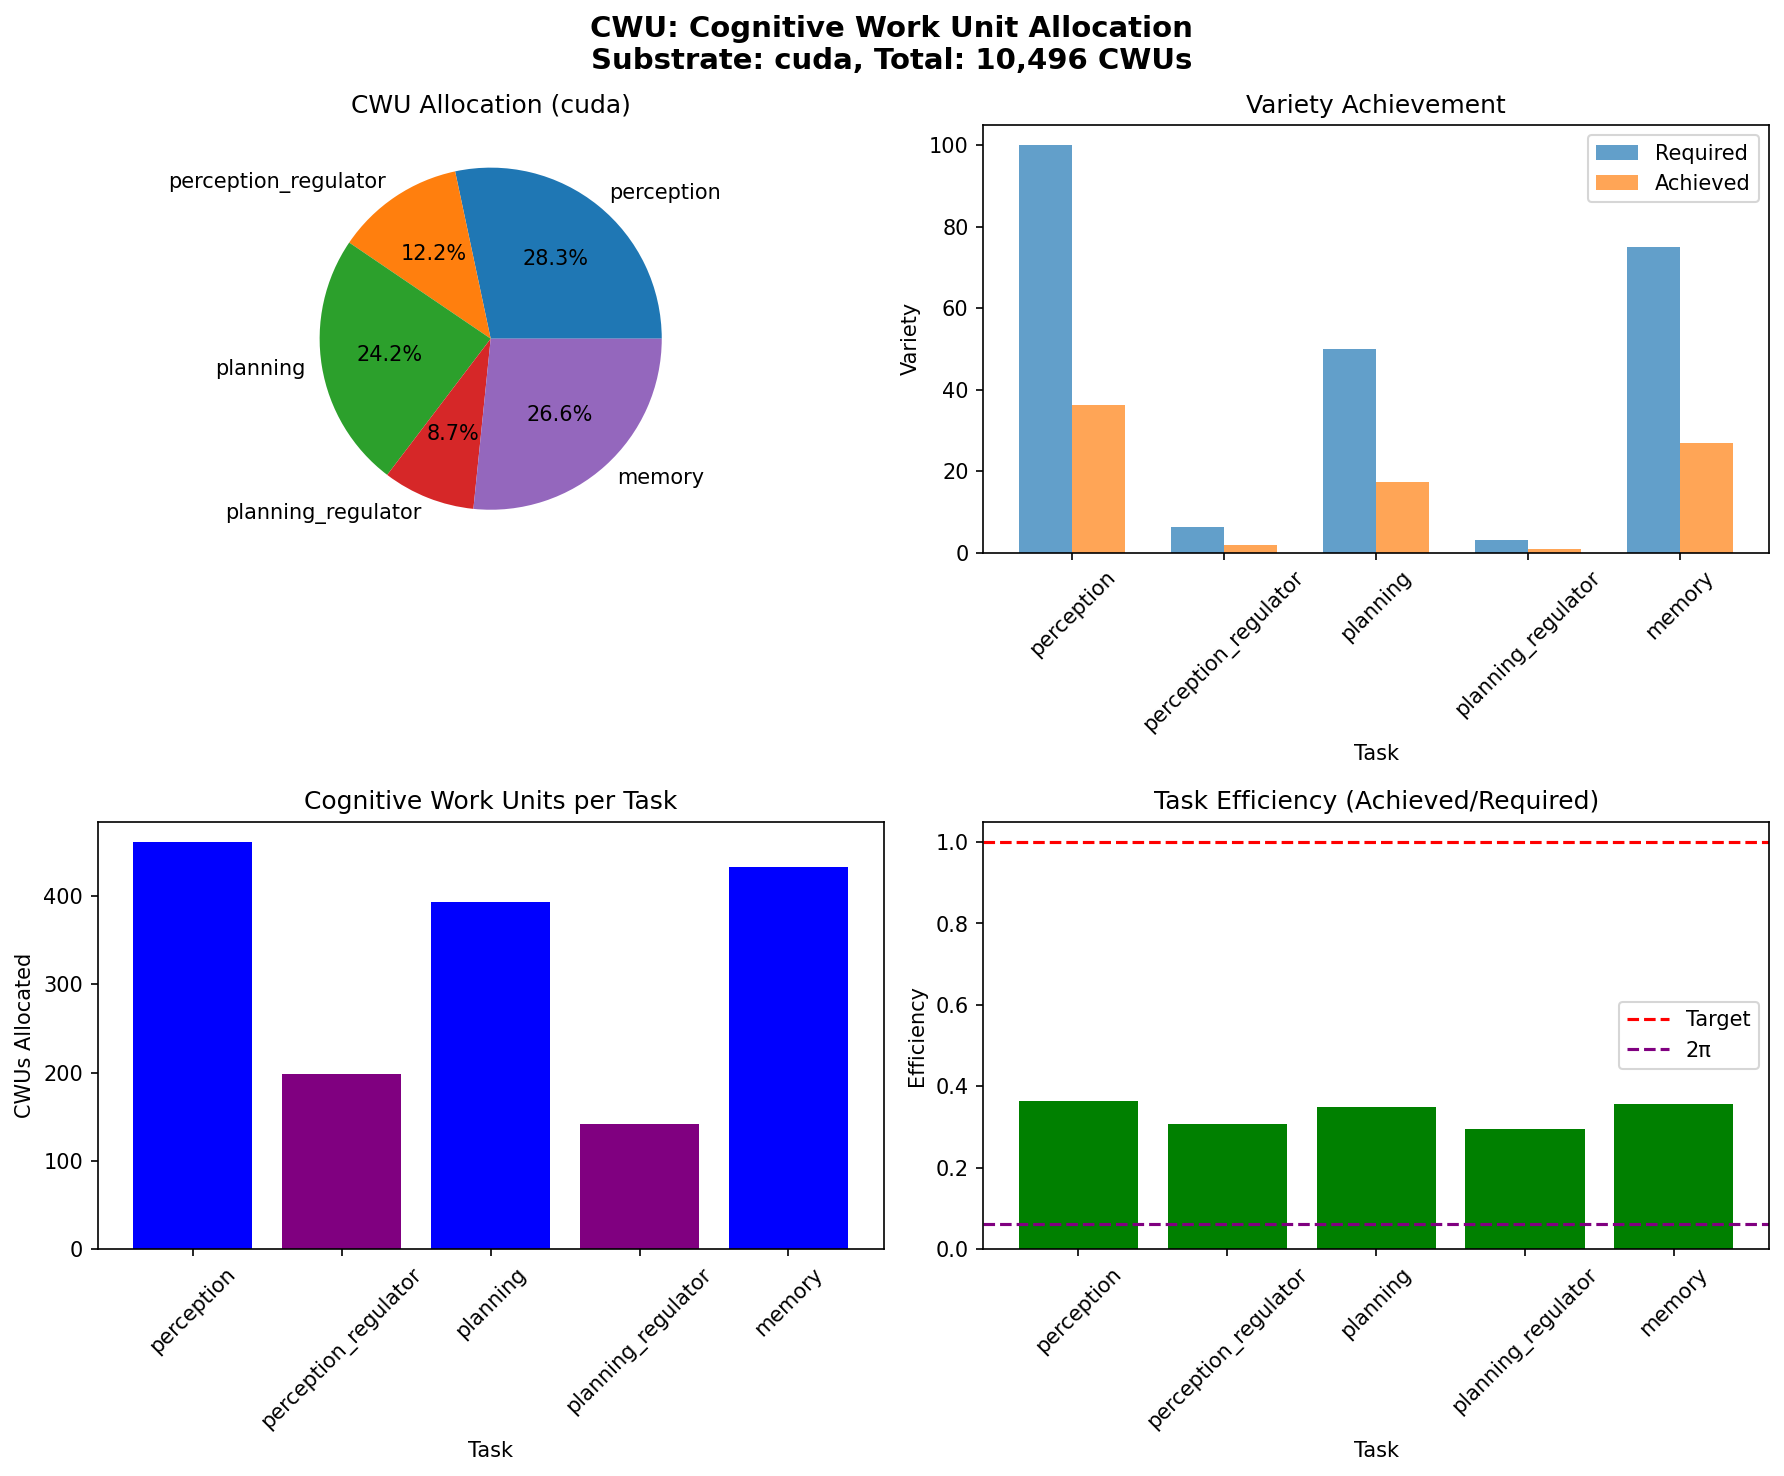 CWU: Cognitive Work Unit Allocation
Substrate: cuda, Total: 10,496 CWUs
CWU Allocation (cuda)
perception_regulator
perception
12.2%
28.3%
planning
24.2%
8.7%
26.6%
memory
planning_regulator
Variety Achievement
Required
Achieved
Variety
100
80
60
40
20
0
perception
perception_regulator
planning
planning_regulator
memory
Task
Cognitive Work Units per Task
CWUs Allocated
400
300
200
100
0
perception
perception_regulator
planning
planning_regulator
memory
Task
Task Efficiency (Achieved/Required)
Efficiency
1.0
0.8
0.6
0.4
0.2
0.0
Target
2π
perception
perception_regulator
planning
planning_regulator
memory
Task